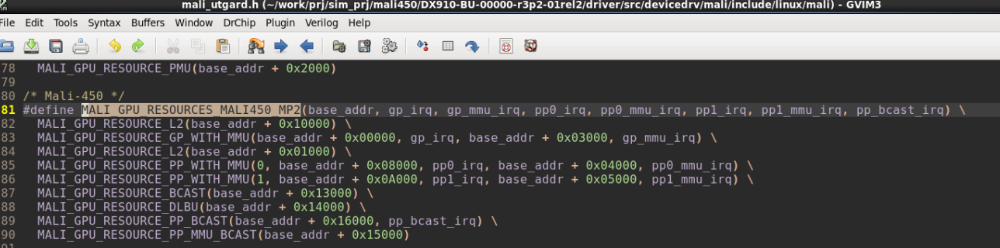 mali_utgard.h (~/work/prj/sim_prj/mali450/DX910-BU-00000-r3p2-01rel2/driver/src/devicedrv/mali/include/linux/mali) - GVIM3
File Edit Tools Syntax Buffers Window DrChip Plugin Verilog Help
78 MALI_GPU_RESOURCE_PMU(base_addr + 0x2000)
79
80 /* Mali-450 */
81 #define MALI_GPU_RESOURCES_MALI450_MP2(base_addr, gp_irq, gp_mmu_irq, pp0_irq, pp0_mmu_irq, pp1_irq, pp1_mmu_irq, pp_bcast_irq) \
82 MALI_GPU_RESOURCE_L2(base_addr + 0x10000) \
83 MALI_GPU_RESOURCE_GP_WITH_MMU(base_addr + 0x00000, gp_irq, base_addr + 0x03000, gp_mmu_irq) \
84 MALI_GPU_RESOURCE_L2(base_addr + 0x01000) \
85 MALI_GPU_RESOURCE_PP_WITH_MMU(0, base_addr + 0x08000, pp0_irq, base_addr + 0x04000, pp0_mmu_irq) \
86 MALI_GPU_RESOURCE_PP_WITH_MMU(1, base_addr + 0x0A000, pp1_irq, base_addr + 0x05000, pp1_mmu_irq) \
87 MALI_GPU_RESOURCE_BCAST(base_addr + 0x13000) \
88 MALI_GPU_RESOURCE_DLBU(base_addr + 0x14000) \
89 MALI_GPU_RESOURCE_PP_BCAST(base_addr + 0x16000, pp_bcast_irq) \
90 MALI_GPU_RESOURCE_PP_MMU_BCAST(base_addr + 0x15000)